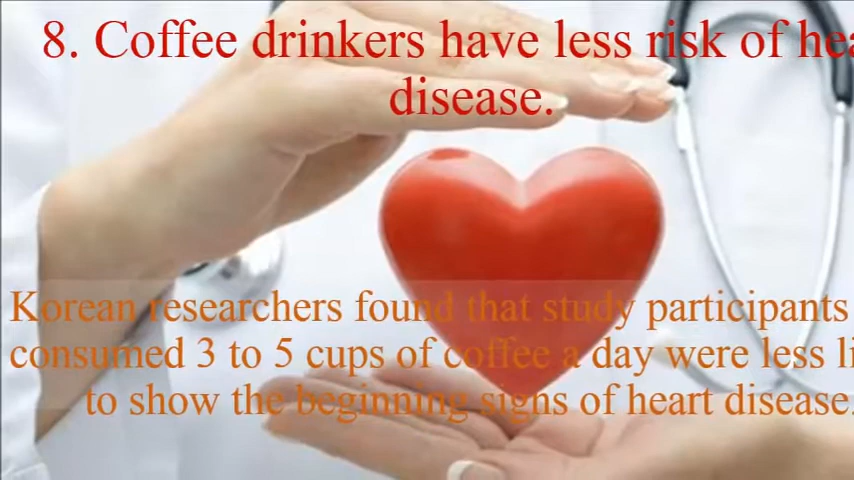 8. Coffee drinkers have less risk of hea
disease.
Korean researchers found that study participants
consumed 3 to 5 cups of coffee a day were less li
to show the beginning signs of heart disease.